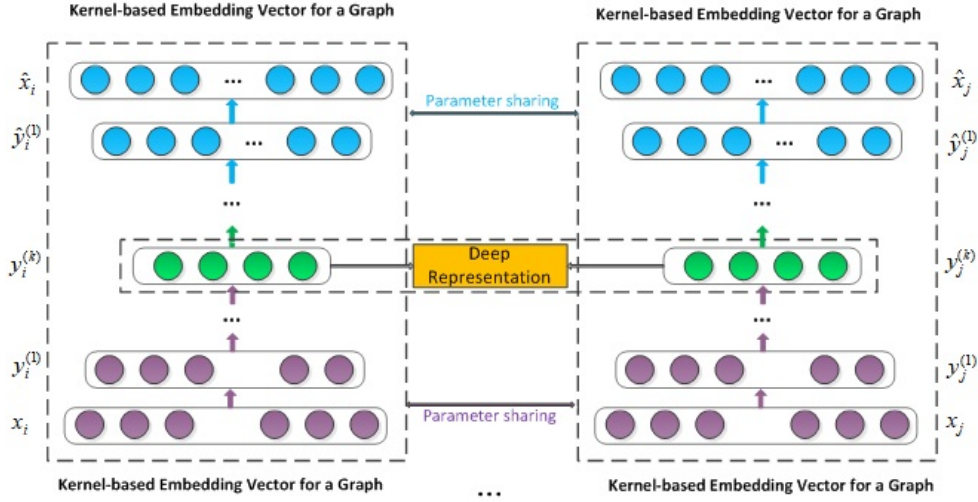 Kernel-based Embedding Vector for a Graph
Kernel-based Embedding Vector for a Graph
x̂ᵢ ... Parameter sharing ... x̂ⱼ
ŷᵢ⁽¹⁾ ... ... ŷⱼ⁽¹⁾
... ...
yᵢ⁽ᵏ⁾ Deep yⱼ⁽ᵏ⁾
Representation
... ...
yᵢ⁽¹⁾ yⱼ⁽¹⁾
xᵢ Parameter sharing xⱼ
Kernel-based Embedding Vector for a Graph
...
Kernel-based Embedding Vector for a Graph